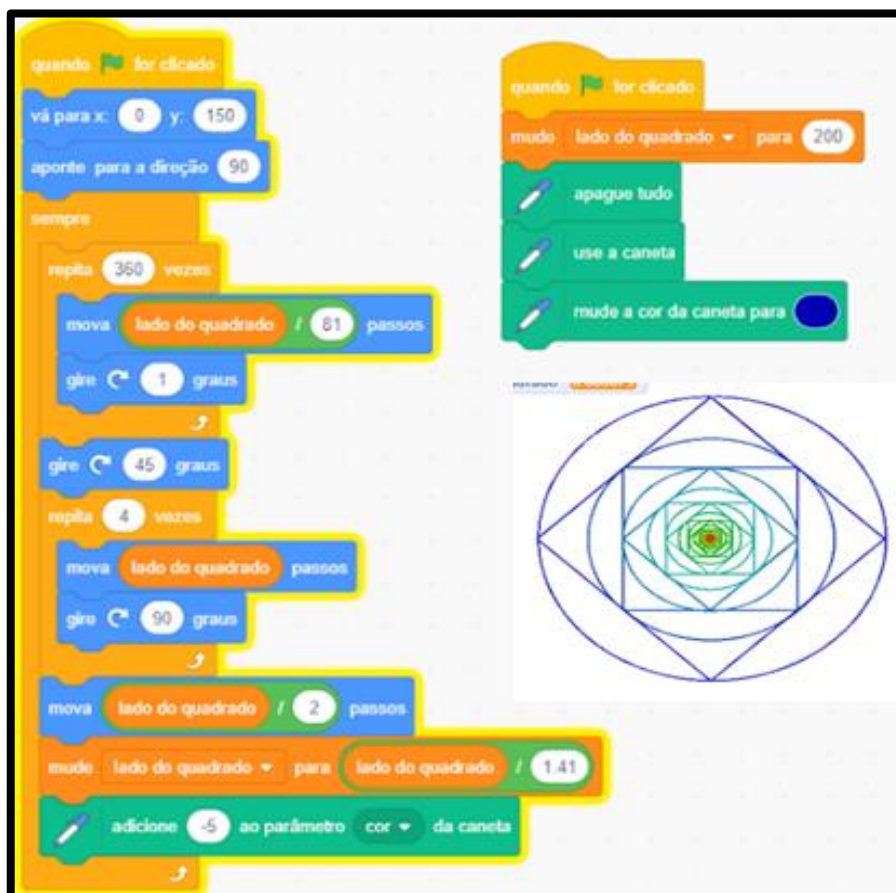 quando for clicado
vá para x: 0 y: 150
aponte para a direção 90
sempre
repita 360 vezes
mova lado do quadrado / 81 passos
gire 1 graus
gire 45 graus
repita 4 vezes
mova lado do quadrado passos
gire 90 graus
mova lado do quadrado / 2 passos
mude lado do quadrado para lado do quadrado / 1.41
adicione -5 ao parâmetro cor da caneta
quando for clicado
mude lado do quadrado para 200
apague tudo
use a caneta
mude a cor da caneta para